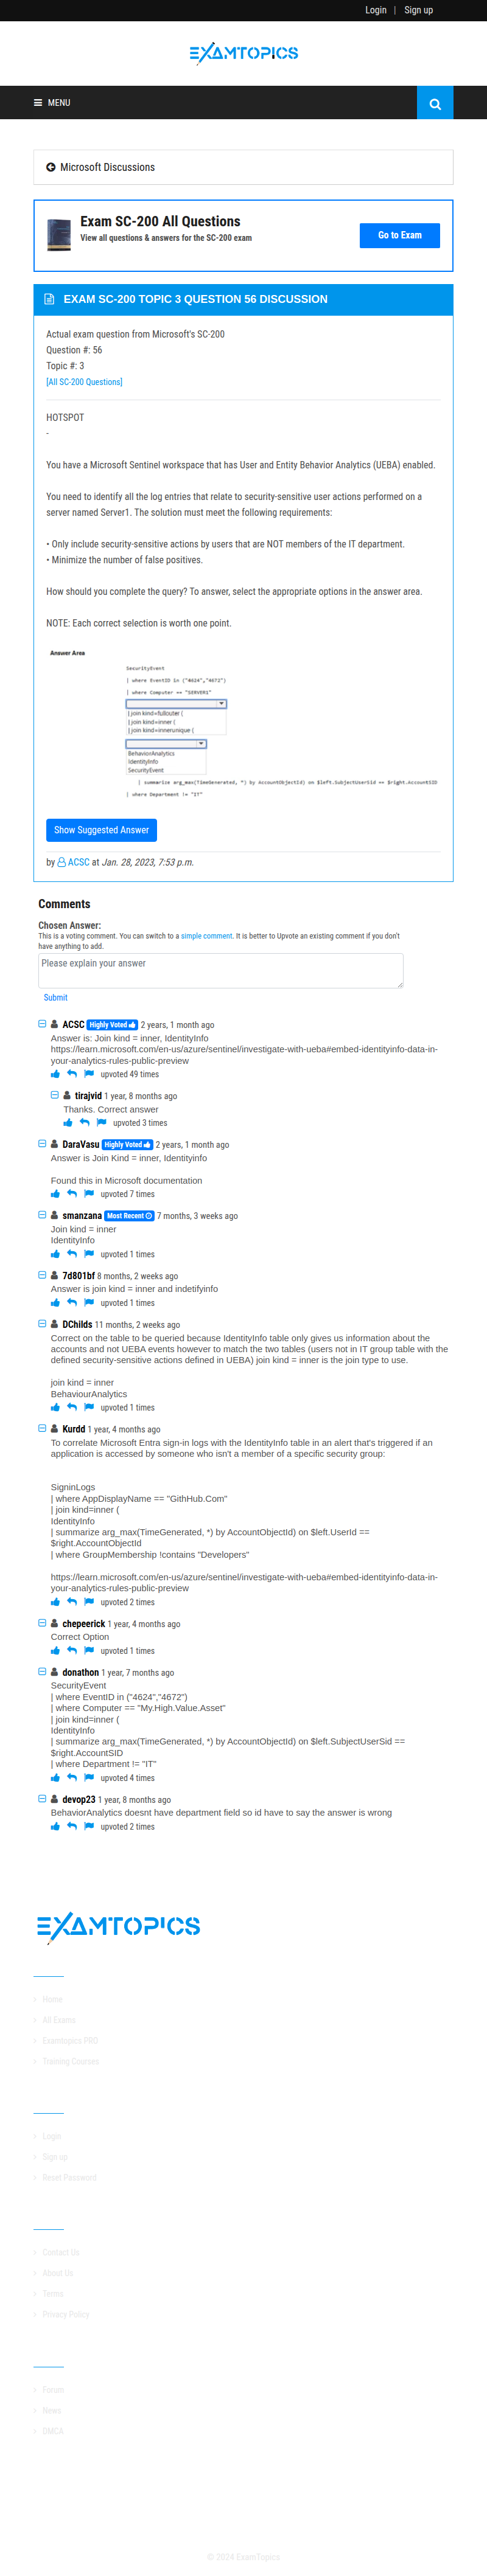 Login | Sign up
EXAMTOPICS
MENU
Microsoft Discussions
Exam SC-200 All Questions
View all questions & answers for the SC-200 exam
Go to Exam
EXAM SC-200 TOPIC 3 QUESTION 56 DISCUSSION
Actual exam question from Microsoft's SC-200
Question #: 56
Topic #: 3
[All SC-200 Questions]
HOTSPOT
-
You have a Microsoft Sentinel workspace that has User and Entity Behavior Analytics (UEBA) enabled.
You need to identify all the log entries that relate to security-sensitive user actions performed on a
server named Server1. The solution must meet the following requirements:
• Only include security-sensitive actions by users that are NOT members of the IT department.
• Minimize the number of false positives.
How should you complete the query? To answer, select the appropriate options in the answer area.
NOTE: Each correct selection is worth one point.
Answer Area
SecurityEvent
| where EventID in ("4624","4672")
| where Computer == "SERVER1"
| join kind=fullouter (
| join kind=inner (
| join kind=innerunique (
BehaviorAnalytics
IdentityInfo
SecurityEvent
| summarize arg_max(TimeGenerated, *) by AccountObjectId) on $left.SubjectUserSid == $right.AccountSID
| where Department != "IT"
Show Suggested Answer
by ACSC at Jan. 28, 2023, 7:53 p.m.
Comments
Chosen Answer:
This is a voting comment. You can switch to a simple comment. It is better to Upvote an existing comment if you don't
have anything to add.
Please explain your answer
Submit
ACSC Highly Voted 2 years, 1 month ago
Answer is: Join kind = inner, IdentityInfo
https://learn.microsoft.com/en-us/azure/sentinel/investigate-with-ueba#embed-identityinfo-data-in-
your-analytics-rules-public-preview
upvoted 49 times
tirajvid 1 year, 8 months ago
Thanks. Correct answer
upvoted 3 times
DaraVasu Highly Voted 2 years, 1 month ago
Answer is Join Kind = inner, Identityinfo
Found this in Microsoft documentation
upvoted 7 times
smanzana Most Recent 7 months, 3 weeks ago
Join kind = inner
IdentityInfo
upvoted 1 times
7d801bf 8 months, 2 weeks ago
Answer is join kind = inner and indetifyinfo
upvoted 1 times
DChilds 11 months, 2 weeks ago
Correct on the table to be queried because IdentityInfo table only gives us information about the
accounts and not UEBA events however to match the two tables (users not in IT group table with the
defined security-sensitive actions defined in UEBA) join kind = inner is the join type to use.
join kind = inner
BehaviourAnalytics
upvoted 1 times
Kurdd 1 year, 4 months ago
To correlate Microsoft Entra sign-in logs with the IdentityInfo table in an alert that's triggered if an
application is accessed by someone who isn't a member of a specific security group:
SigninLogs
| where AppDisplayName == "GithHub.Com"
| join kind=inner (
IdentityInfo
| summarize arg_max(TimeGenerated, *) by AccountObjectId) on $left.UserId ==
$right.AccountObjectId
| where GroupMembership !contains "Developers"
https://learn.microsoft.com/en-us/azure/sentinel/investigate-with-ueba#embed-identityinfo-data-in-
your-analytics-rules-public-preview
upvoted 2 times
chepeerick 1 year, 4 months ago
Correct Option
upvoted 1 times
donathon 1 year, 7 months ago
SecurityEvent
| where EventID in ("4624","4672")
| where Computer == "My.High.Value.Asset"
| join kind=inner (
IdentityInfo
| summarize arg_max(TimeGenerated, *) by AccountObjectId) on $left.SubjectUserSid ==
$right.AccountSID
| where Department != "IT"
upvoted 4 times
devop23 1 year, 8 months ago
BehaviorAnalytics doesnt have department field so id have to say the answer is wrong
upvoted 2 times
EXAMTOPICS
Home
All Exams
Examtopics PRO
Training Courses
Login
Sign up
Reset Password
Contact Us
About Us
Terms
Privacy Policy
Forum
News
DMCA
© 2024 ExamTopics